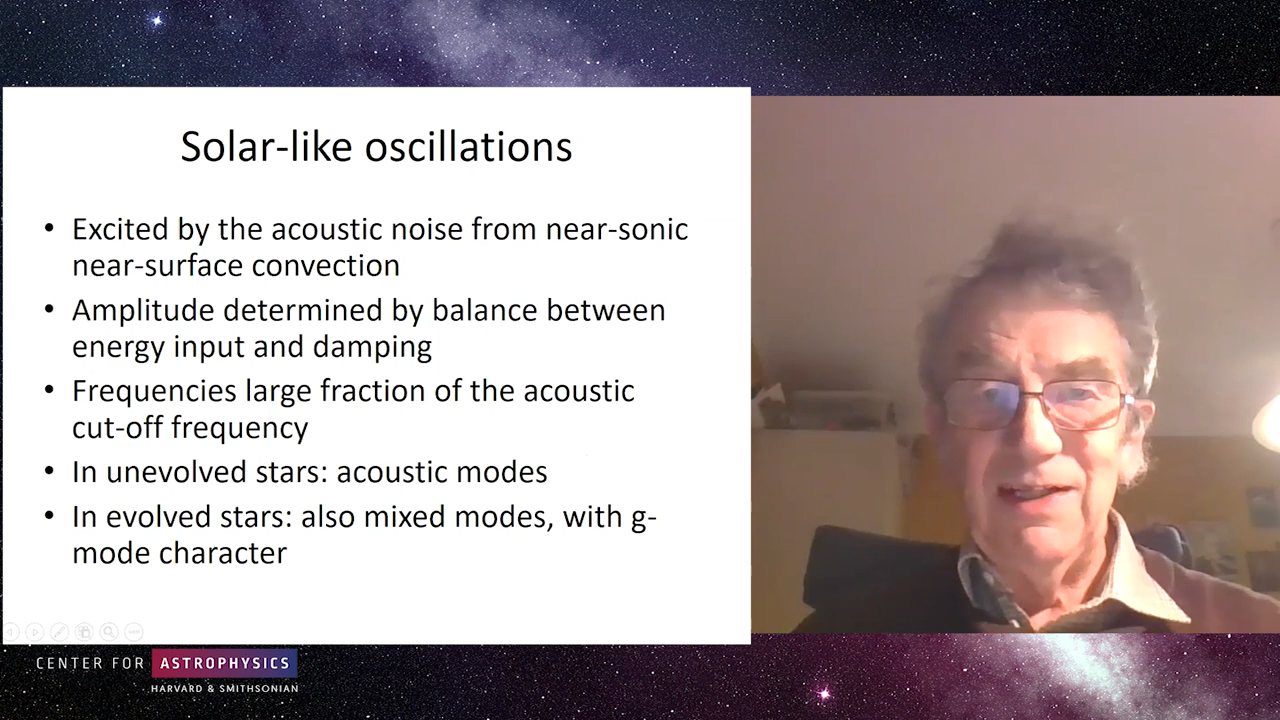 Solar-like oscillations
• Excited by the acoustic noise from near-sonic
near-surface convection
• Amplitude determined by balance between
energy input and damping
• Frequencies large fraction of the acoustic
cut-off frequency
• In unevolved stars: acoustic modes
• In evolved stars: also mixed modes, with g-
mode character
CENTER FOR ASTROPHYSICS
HARVARD & SMITHSONIAN